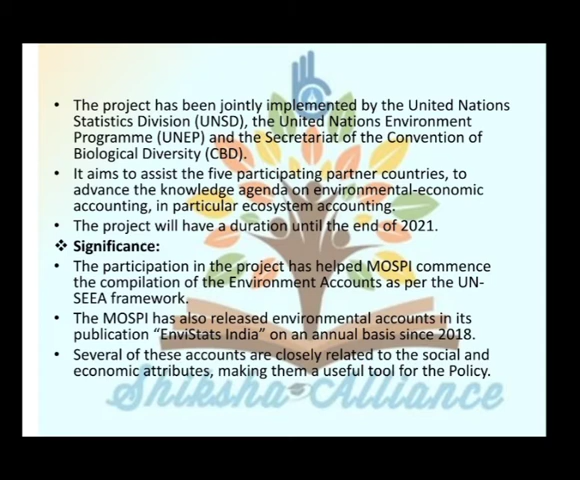 • The project has been jointly implemented by the United Nations
Statistics Division (UNSD), the United Nations Environment
Programme (UNEP) and the Secretariat of the Convention of
Biological Diversity (CBD).
• It aims to assist the five participating partner countries, to
advance the knowledge agenda on environmental-economic
accounting, in particular ecosystem accounting.
• The project will have a duration until the end of 2021.
❖ Significance:
• The participation in the project has helped MOSPI commence
the compilation of the Environment Accounts as per the UN-
SEEA framework.
• The MOSPI has also released environmental accounts in its
publication “EnviStats India” on an annual basis since 2018.
• Several of these accounts are closely related to the social and
economic attributes, making them a useful tool for the Policy.
Shiksha Alliance